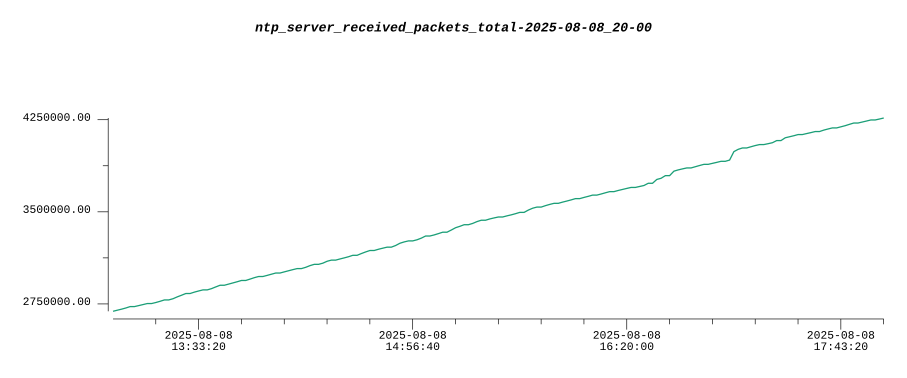 ntp_server_received_packets_total-2025-08-08_20-00
4250000.00
3500000.00
2750000.00
2025-08-08 2025-08-08 2025-08-08 2025-08-08
13:33:20 14:56:40 16:20:00 17:43:20